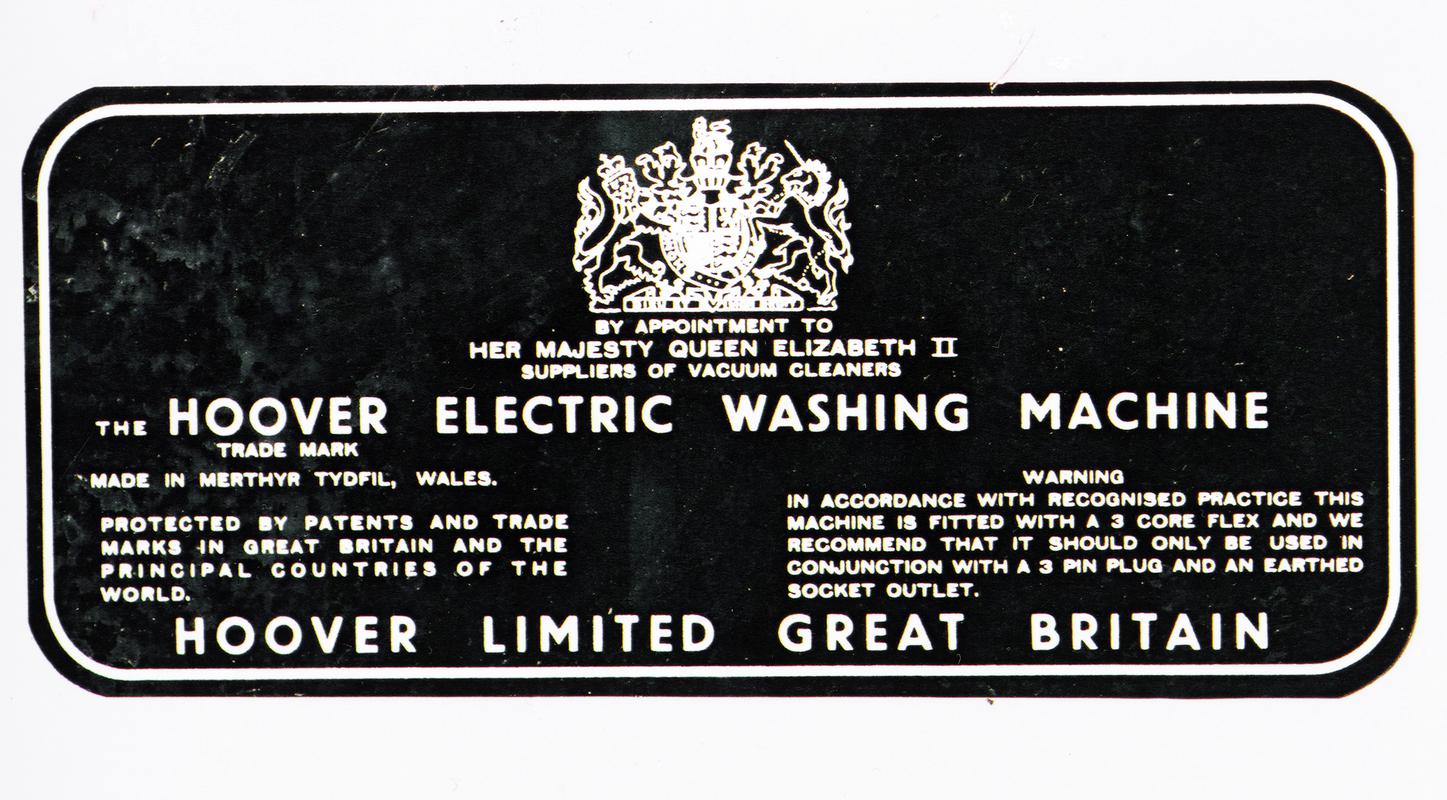 BY APPOINTMENT TO
HER MAJESTY QUEEN ELIZABETH II
SUPPLIERS OF VACUUM CLEANERS
THE HOOVER ELECTRIC WASHING MACHINE
TRADE MARK
MADE IN MERTHYR TYDFIL, WALES.
PROTECTED BY PATENTS AND TRADE
MARKS IN GREAT BRITAIN AND THE
PRINCIPAL COUNTRIES OF THE
WORLD.
WARNING
IN ACCORDANCE WITH RECOGNISED PRACTICE THIS
MACHINE IS FITTED WITH A 3 CORE FLEX AND WE
RECOMMEND THAT IT SHOULD ONLY BE USED IN
CONJUNCTION WITH A 3 PIN PLUG AND AN EARTHED
SOCKET OUTLET.
HOOVER LIMITED GREAT BRITAIN